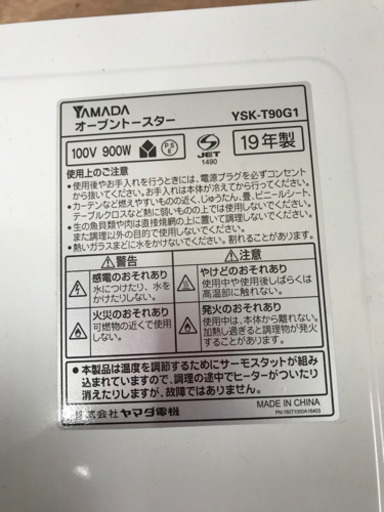 YAMADA
オーブントースター YSK-T90G1
100V 900W PSE JET 1490 19年製
使用上のご注意
・使用後やお手入れを行うときには、電源プラグを必ずコンセント
から抜いてください。お手入れは本体が冷えてから行ってください。
・カーテンなど燃えやすいものの近く、じゅうたん、畳、ビニールシート、
テーブルクロスなど熱に弱いものの上では使用しないでください。
・生の魚貝類や肉は直接焼網の上に置いて調理しないでください。
また調理以外の目的で使用しないでください。
・熱いガラスまどに水をかけないでください。割れることがあります。
警告
感電のおそれあり
水につけたり、水を
かけたりしない。
火災のおそれあり
可燃物の近くで使用
しない。
注意
やけどのおそれあり
使用中や使用後しばらくは
高温部に触れない。
発火のおそれあり
使用中は、本体から離れない。
加熱し過ぎると調理物が発火
することがあります。
●本製品は温度を調節するためにサーモスタットが組み
込まれていますので、調理の途中でヒーターがついたり
消えたりしますが、故障ではありません。
株式会社 ヤマダ電機 MADE IN CHINA